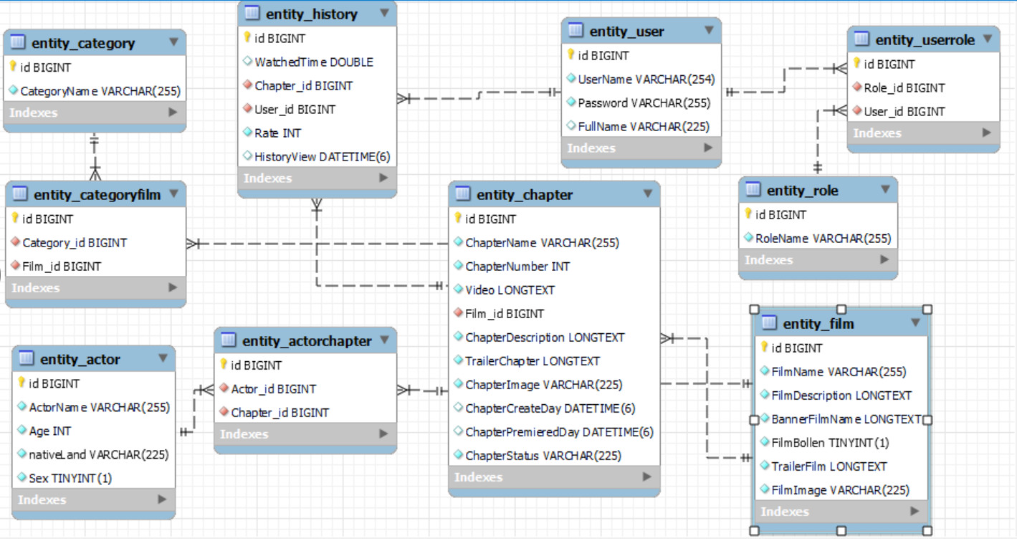 entity_category
id BIGINT
CategoryName VARCHAR(255)
Indexes
entity_history
id BIGINT
WatchedTime DOUBLE
Chapter_id BIGINT
User_id BIGINT
Rate INT
HistoryView DATETIME(6)
Indexes
entity_user
id BIGINT
UserName VARCHAR(254)
Password VARCHAR(255)
FullName VARCHAR(225)
Indexes
entity_userrole
id BIGINT
Role_id BIGINT
User_id BIGINT
Indexes
entity_categoryfilm
id BIGINT
Category_id BIGINT
Film_id BIGINT
Indexes
entity_chapter
id BIGINT
ChapterName VARCHAR(255)
ChapterNumber INT
Video LONGTEXT
Film_id BIGINT
ChapterDescription LONGTEXT
TrailerChapter LONGTEXT
ChapterImage VARCHAR(225)
ChapterCreateDay DATETIME(6)
ChapterPremieredDay DATETIME(6)
ChapterStatus VARCHAR(225)
Indexes
entity_role
id BIGINT
RoleName VARCHAR(255)
Indexes
entity_actor
id BIGINT
ActorName VARCHAR(255)
Age INT
nativeLand VARCHAR(225)
Sex TINYINT(1)
Indexes
entity_actorchapter
id BIGINT
Actor_id BIGINT
Chapter_id BIGINT
Indexes
entity_film
id BIGINT
FilmName VARCHAR(255)
FilmDescription LONGTEXT
BannerFilmName LONGTEXT
FilmBollen TINYINT(1)
TrailerFilm LONGTEXT
FilmImage VARCHAR(225)
Indexes